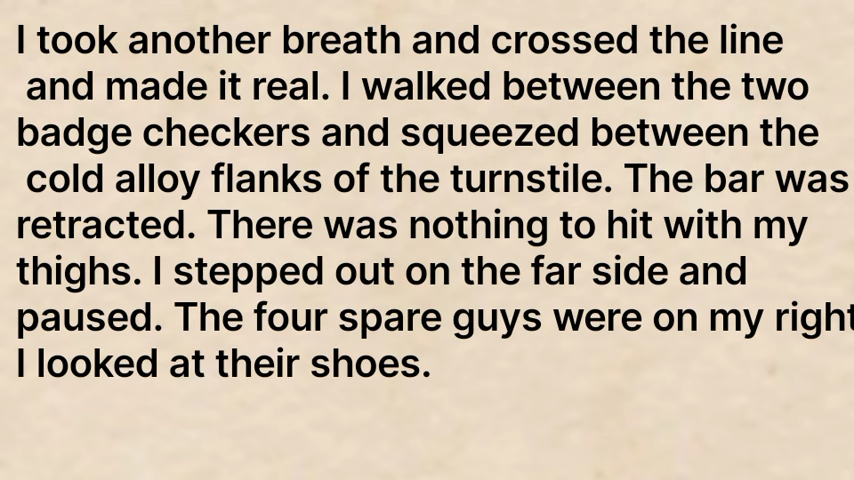 I took another breath and crossed the line
and made it real. I walked between the two
badge checkers and squeezed between the
cold alloy flanks of the turnstile. The bar was
retracted. There was nothing to hit with my
thighs. I stepped out on the far side and
paused. The four spare guys were on my right
I looked at their shoes.